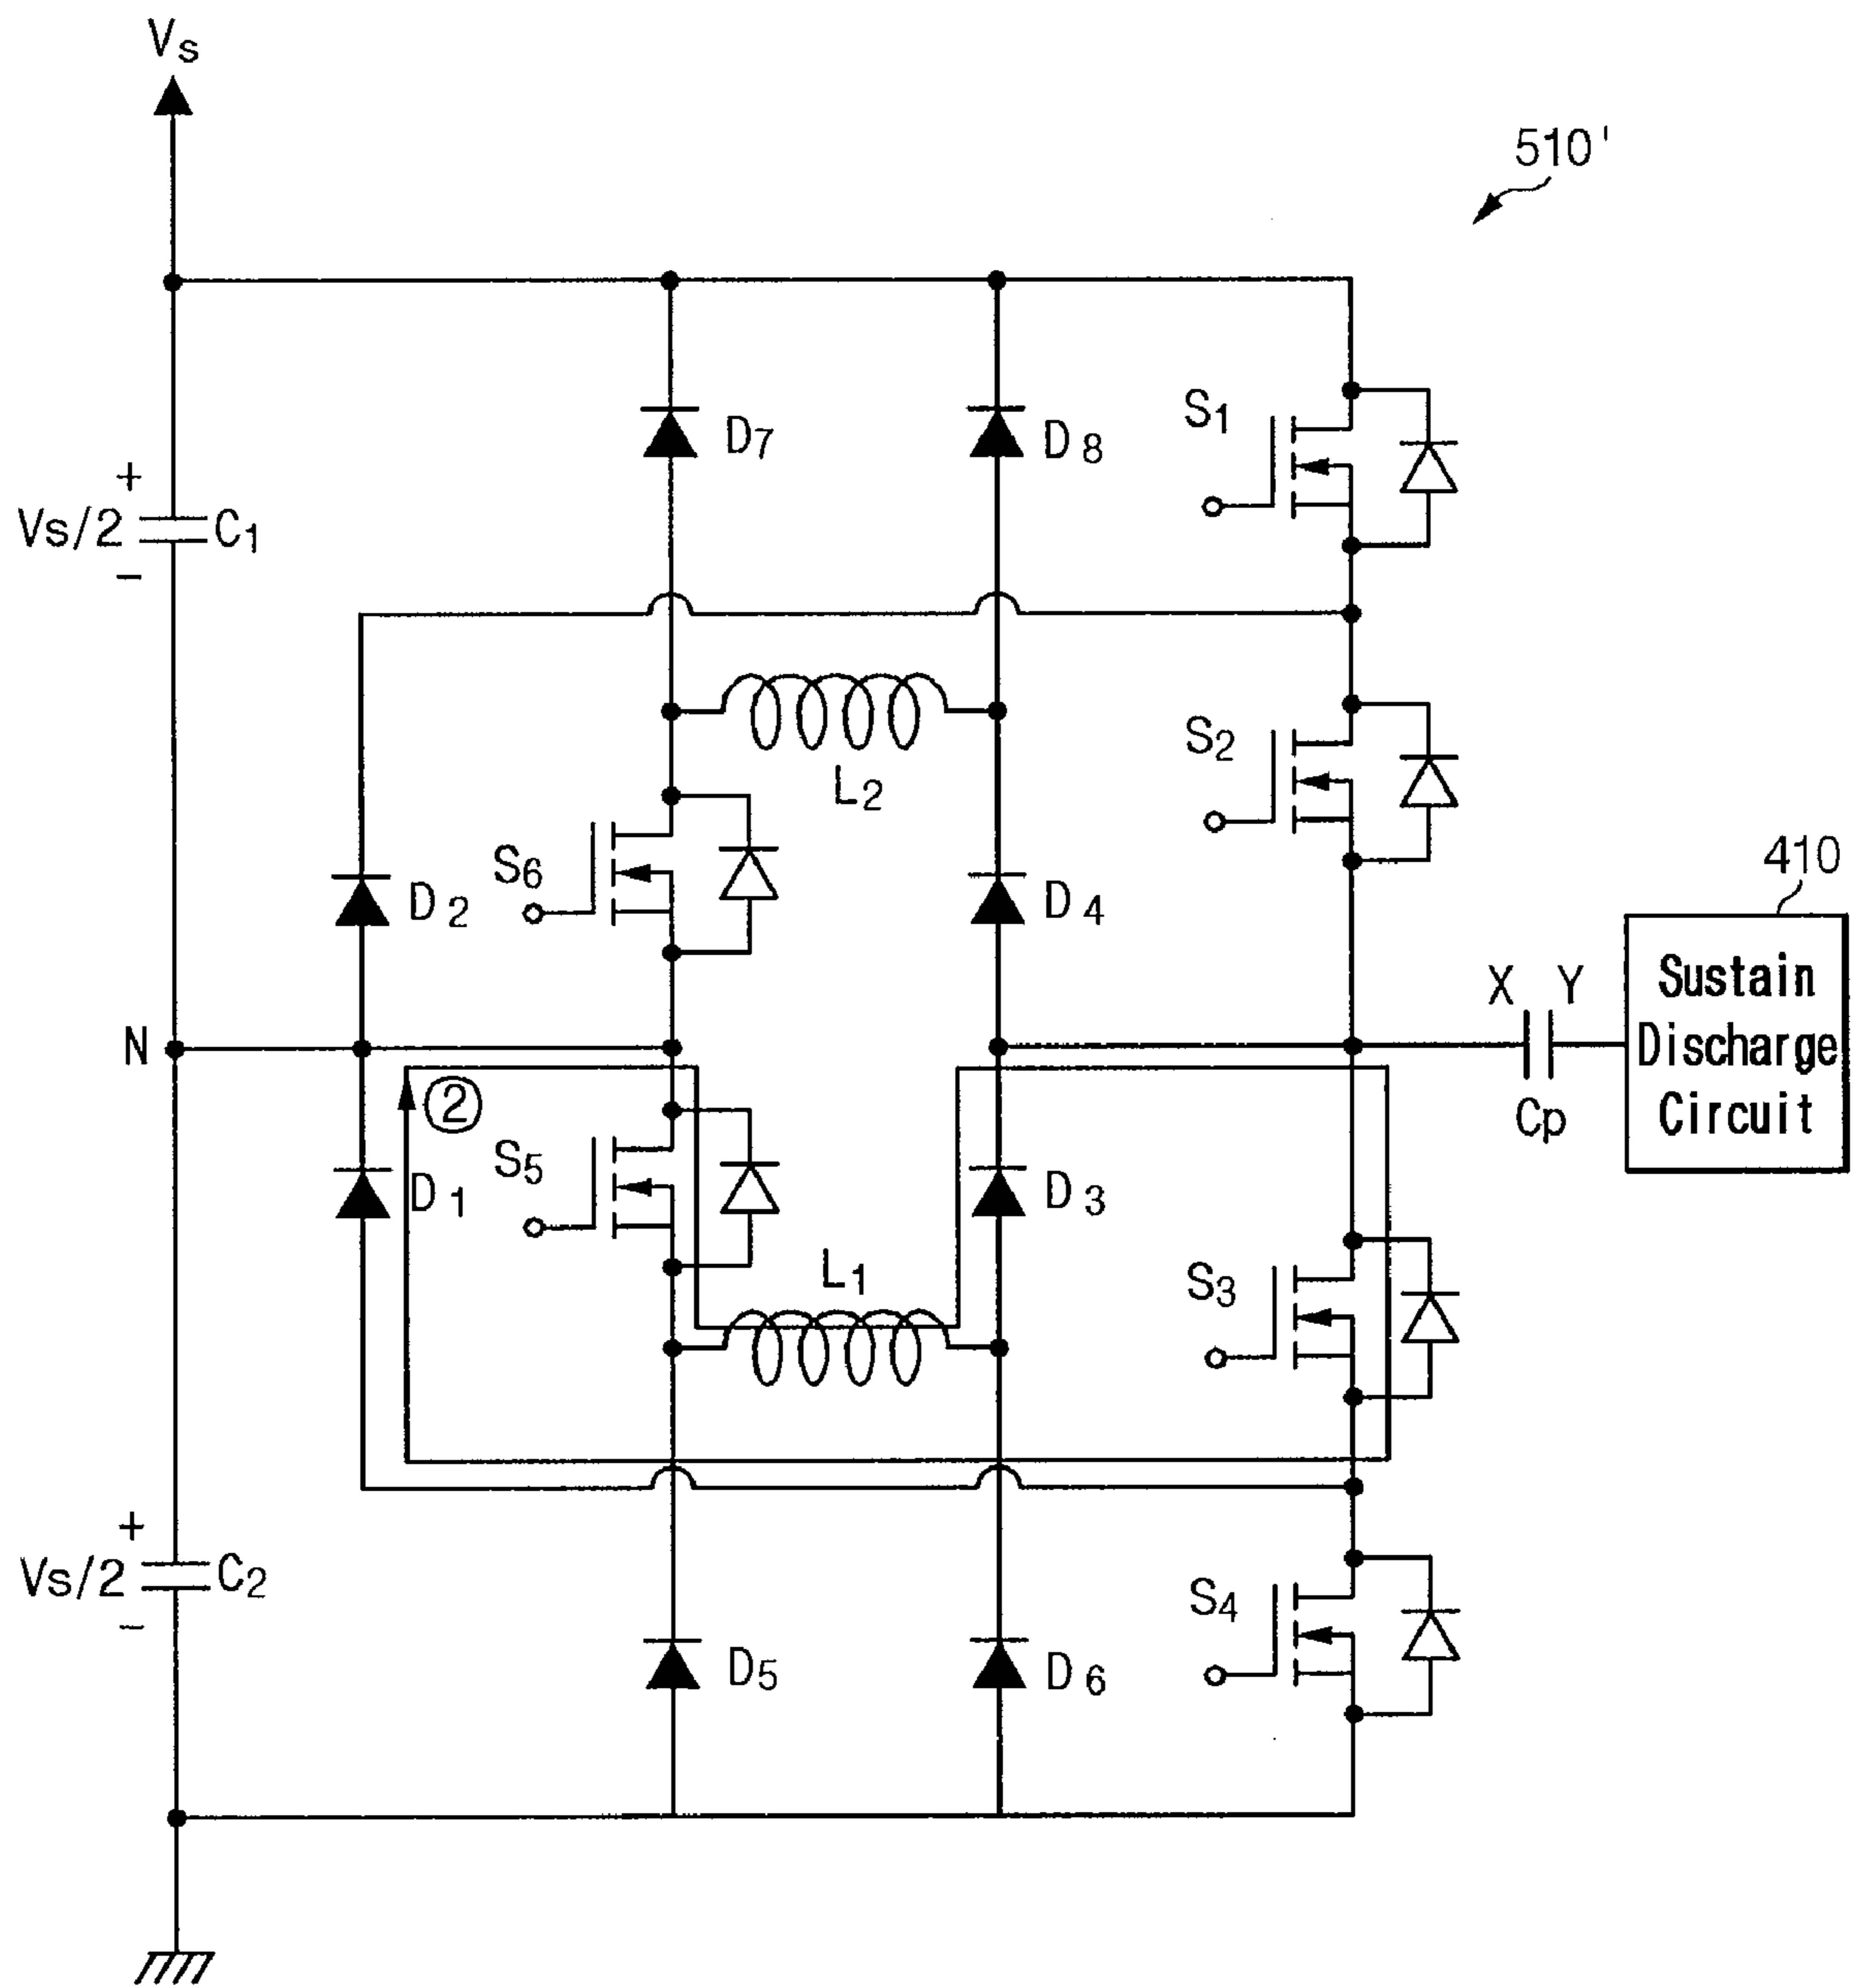 Vs
510'
S1
D7
D8
+
Vs/2
C1
−
S2
L2
S6
D2
D4
410
X
Y
Sustain
Discharge
Circuit
N
Cp
②
S5
D1
D3
L1
S3
+
Vs/2
C2
−
S4
D5
D6